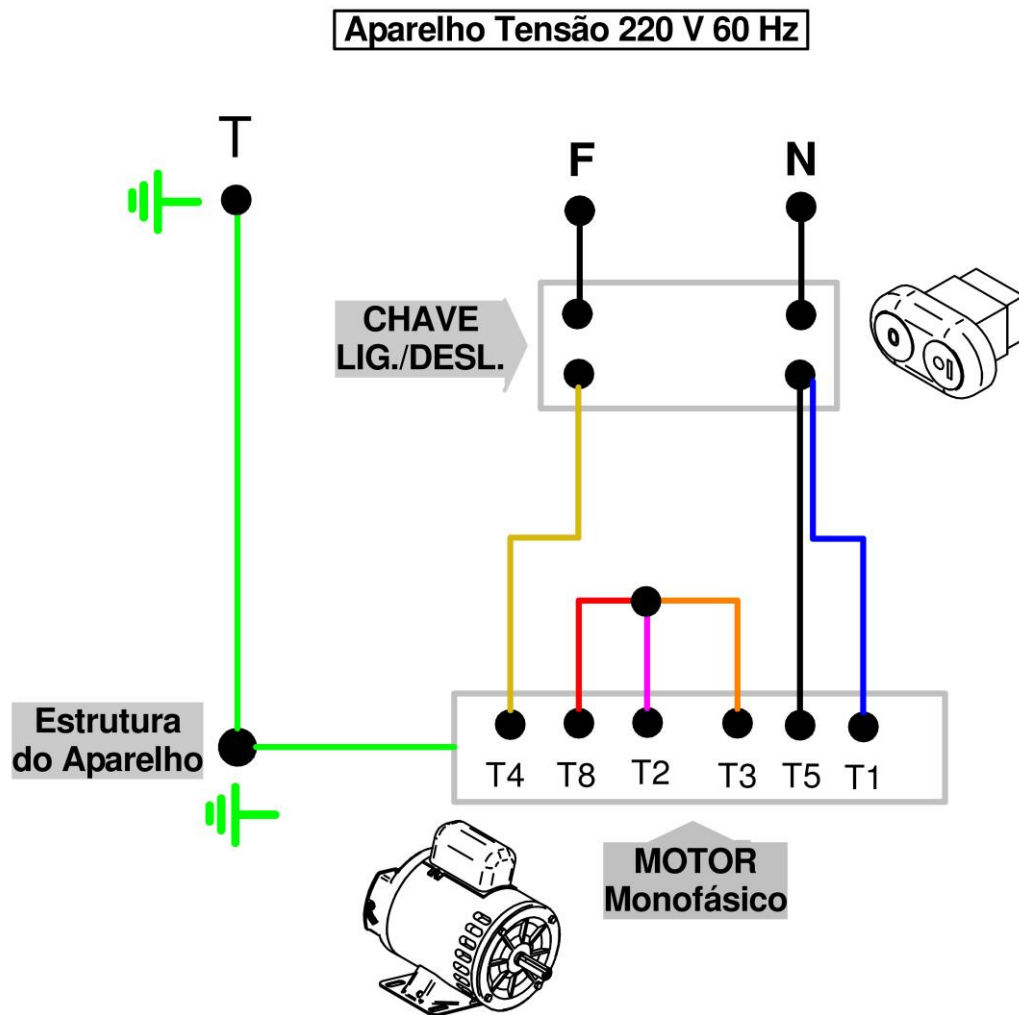 Aparelho Tensão 220 V 60 Hz
T
F
N
CHAVE
LIG./DESL.
O
O I
Estrutura
do Aparelho
T4 T8 T2 T3 T5 T1
MOTOR
Monofásico